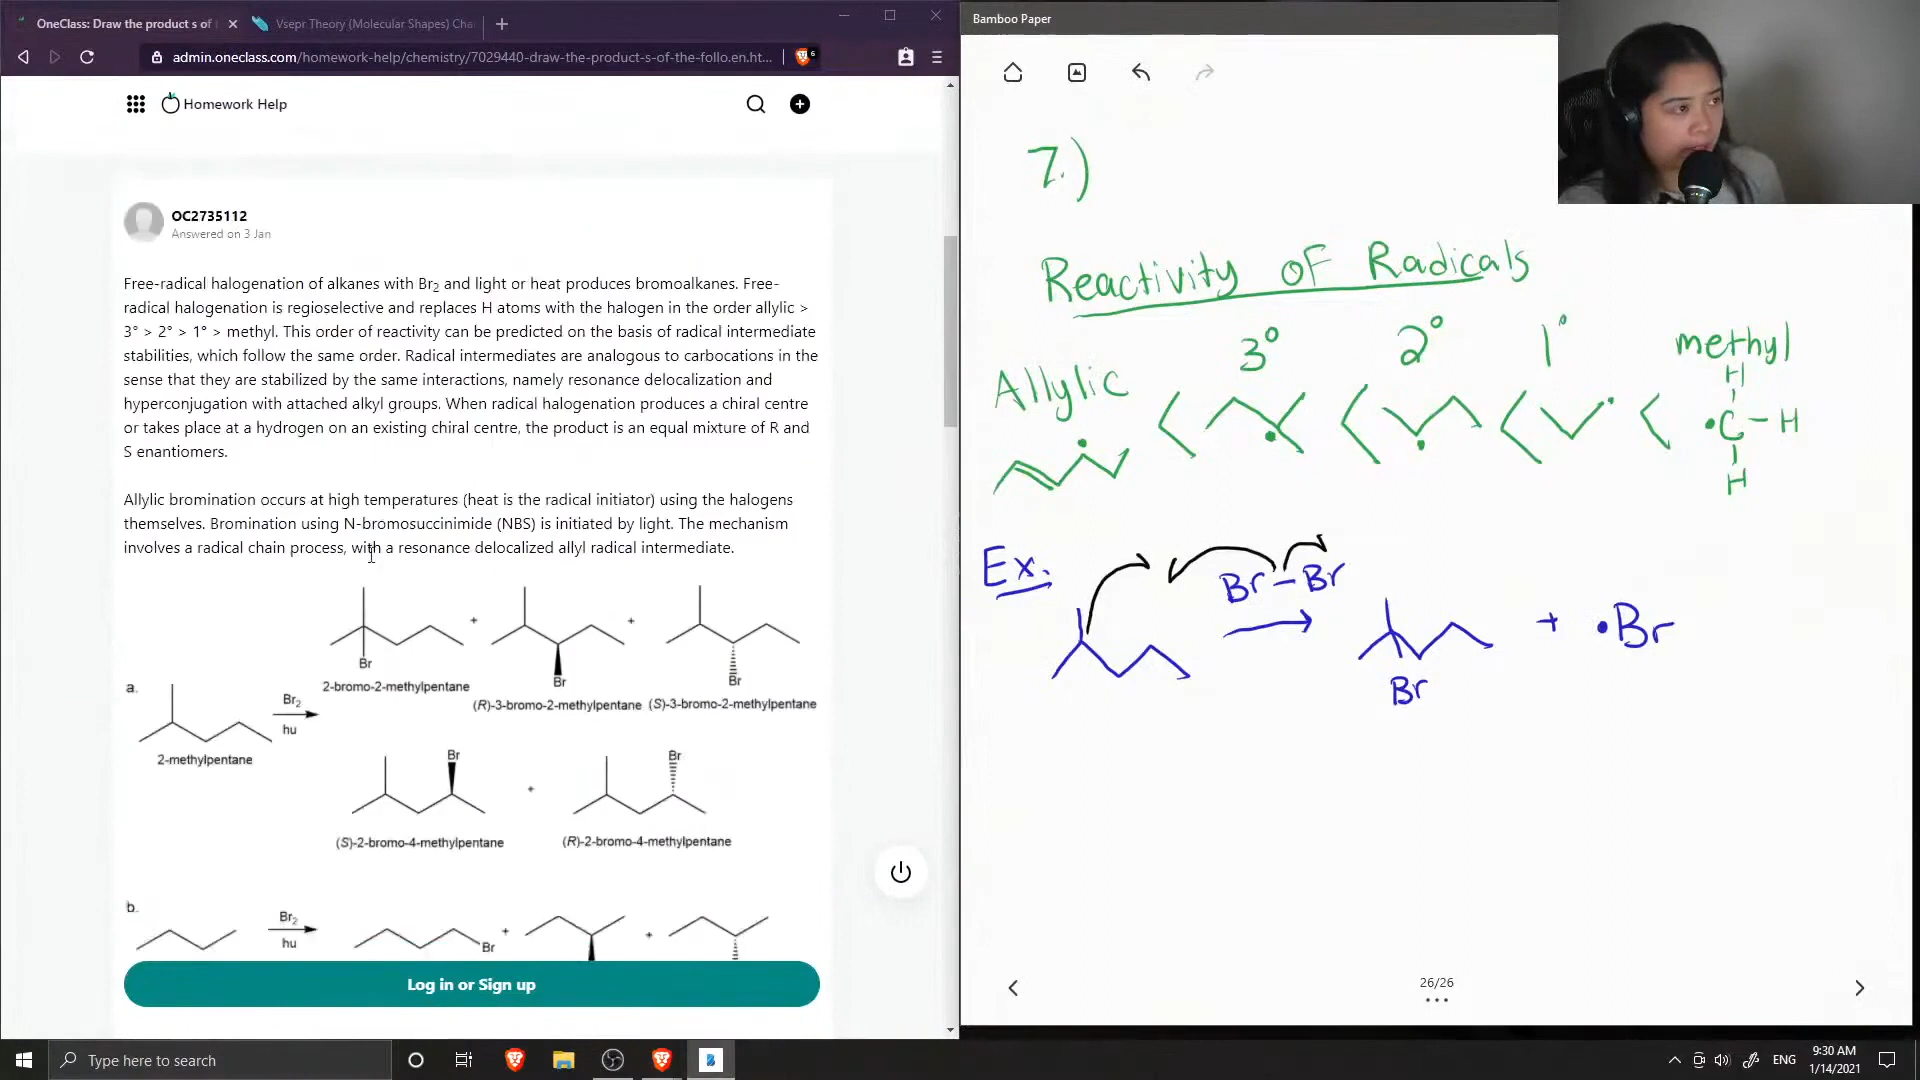 OneClass: Draw the product s of
Vsepr Theory (Molecular Shapes) Cha
admin.oneclass.com/homework-help/chemistry/7029440-draw-the-product-s-of-the-follo.en.ht...
6
Homework Help
OC2735112
Answered on 3 Jan
Free-radical halogenation of alkanes with Br₂ and light or heat produces bromoalkanes. Free-
radical halogenation is regioselective and replaces H atoms with the halogen in the order allylic >
3° > 2° > 1° > methyl. This order of reactivity can be predicted on the basis of radical intermediate
stabilities, which follow the same order. Radical intermediates are analogous to carbocations in the
sense that they are stabilized by the same interactions, namely resonance delocalization and
hyperconjugation with attached alkyl groups. When radical halogenation produces a chiral centre
or takes place at a hydrogen on an existing chiral centre, the product is an equal mixture of R and
S enantiomers.
Allylic bromination occurs at high temperatures (heat is the radical initiator) using the halogens
themselves. Bromination using N-bromosuccinimide (NBS) is initiated by light. The mechanism
involves a radical chain process, with a resonance delocalized allyl radical intermediate.
+ +
Br Br Br
2-bromo-2-methylpentane
(R)-3-bromo-2-methylpentane (S)-3-bromo-2-methylpentane
a.
Br₂
hu
2-methylpentane
Br Br
+
(S)-2-bromo-4-methylpentane (R)-2-bromo-4-methylpentane
b.
Br₂
hu
Br + +
Log in or Sign up
Bamboo Paper
7.)
Reactivity of Radicals
Allylic 3° 2° 1° methyl
< < < <
H
•C–H
H
Ex.
Br–Br
+ •Br
Br
26/26
Type here to search
ENG
9:30 AM
1/14/2021